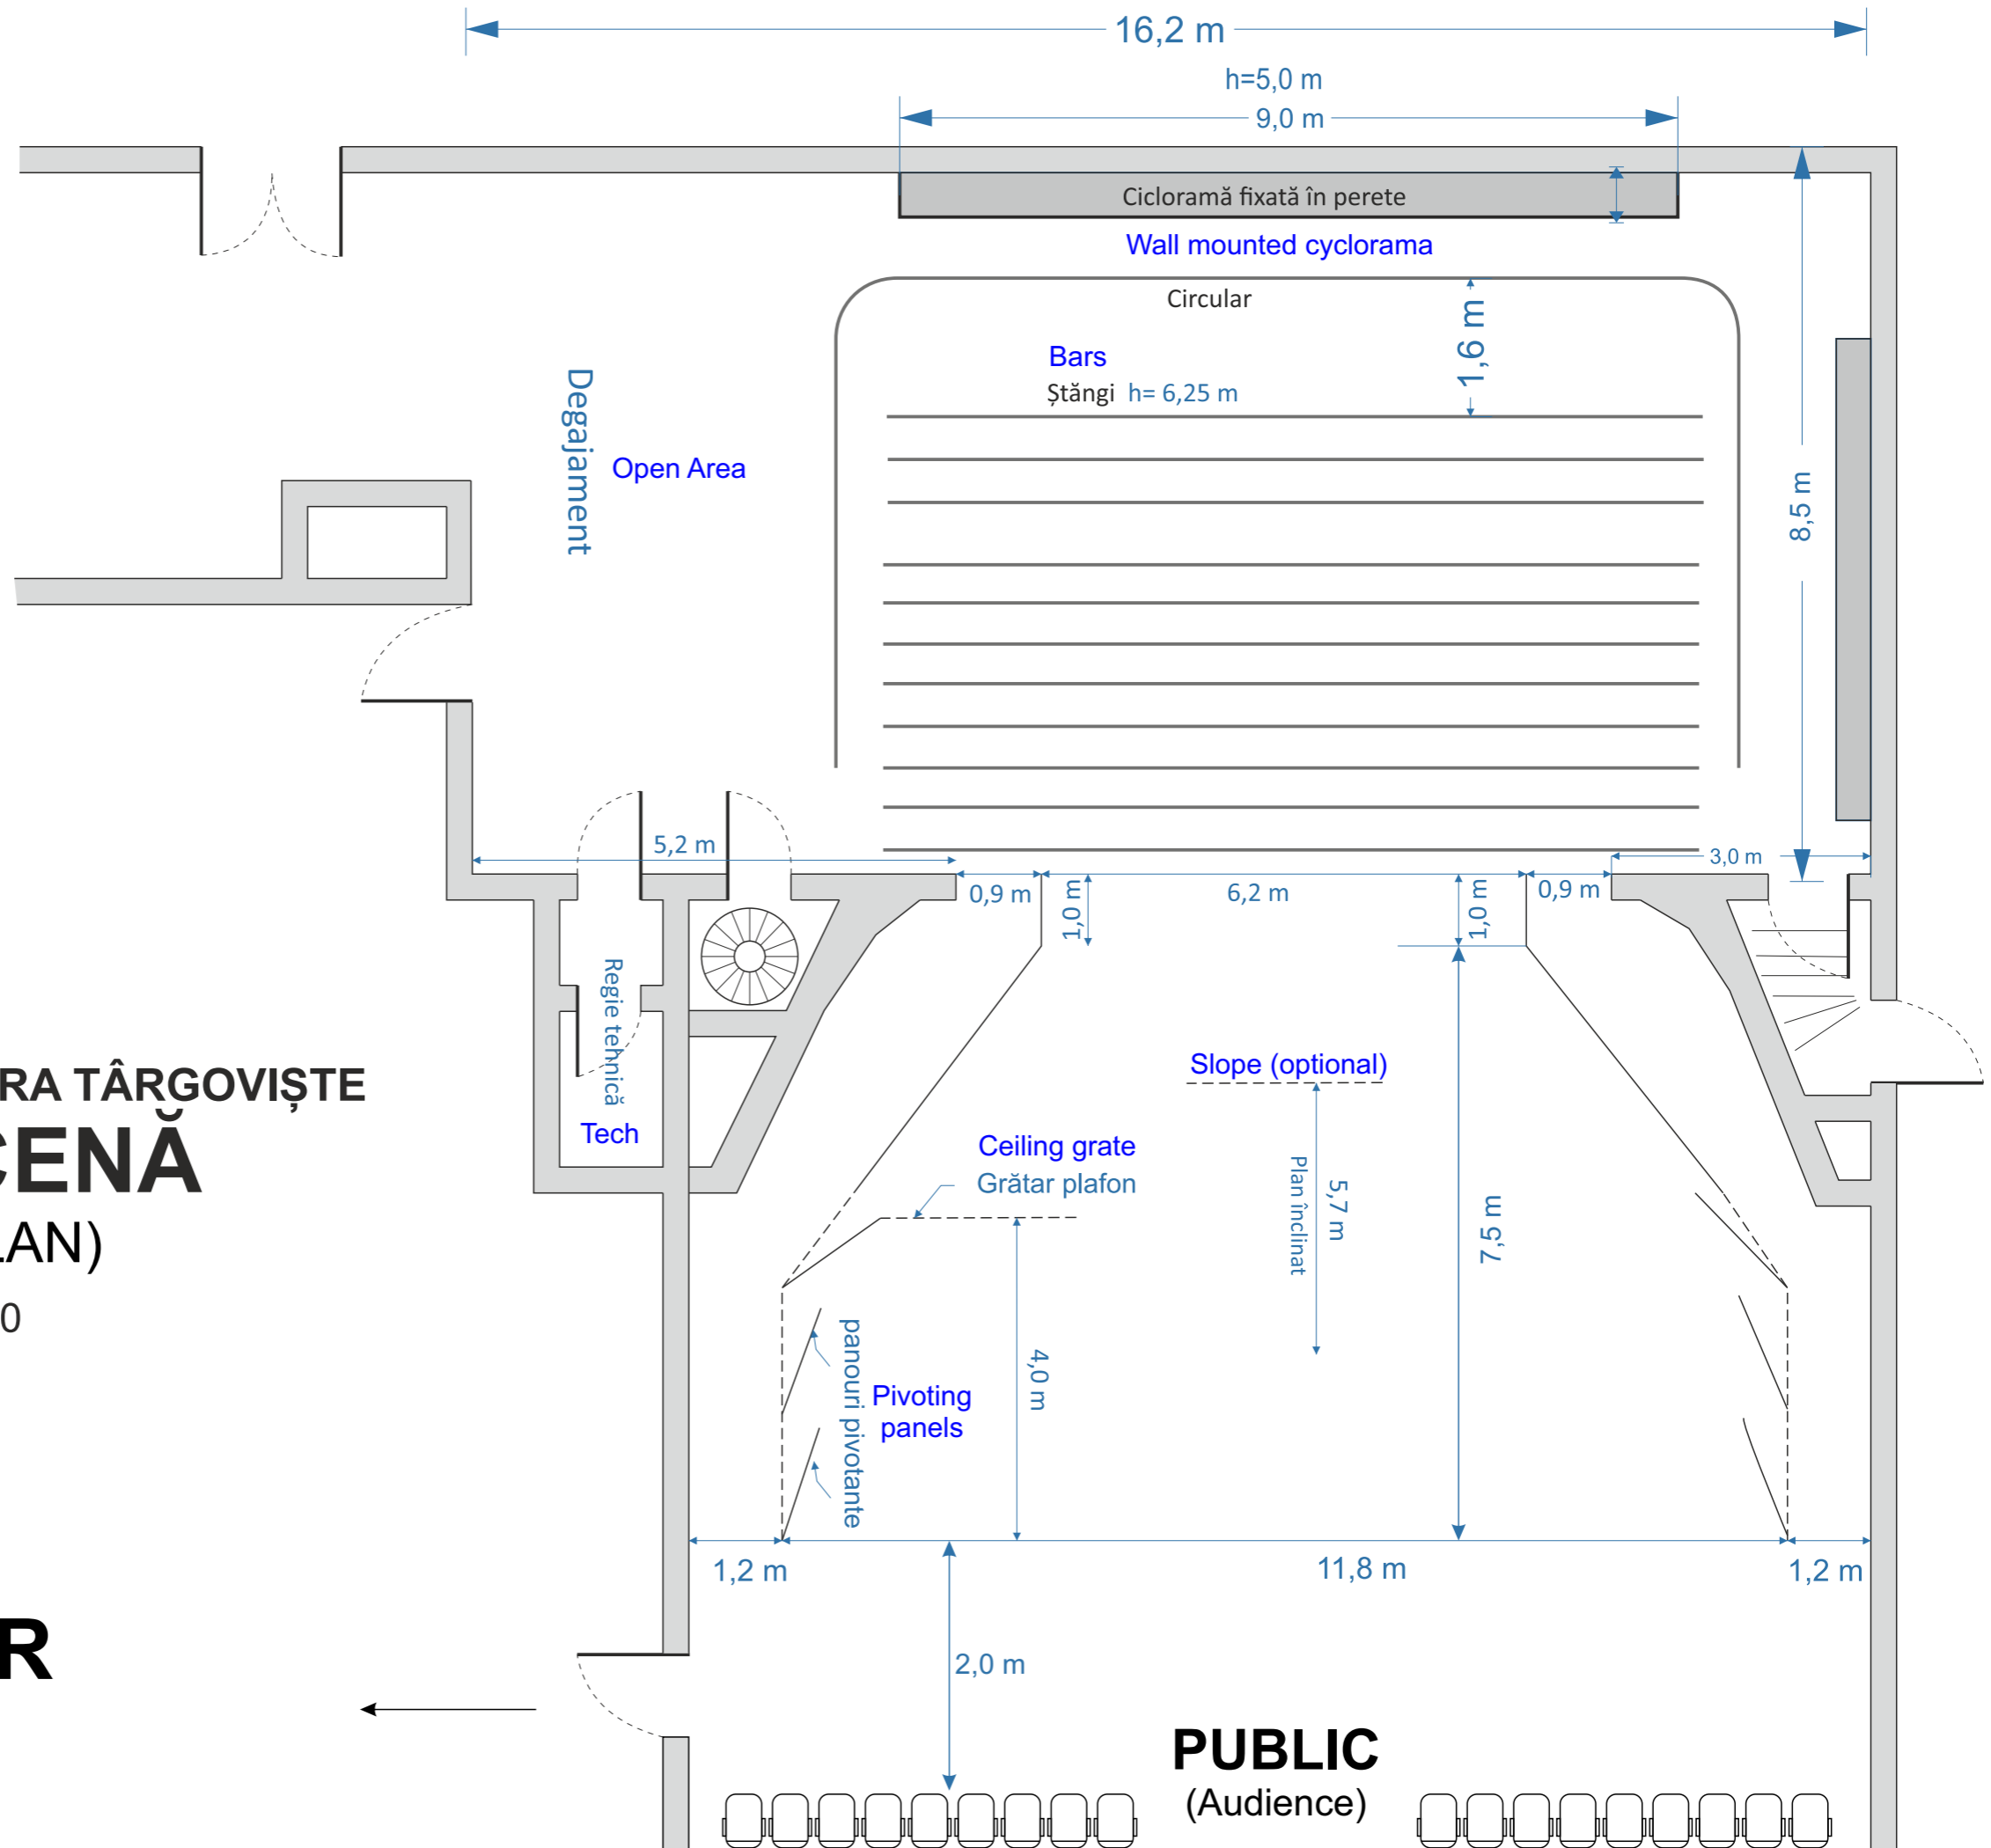 16,2 m
h=5,0 m
9,0 m
Cicloramă fixată în perete
Wall mounted cyclorama
Circular
1,6 m
Bars
Ștăngi h= 6,25 m
Degajament
Open Area
8,5 m
5,2 m
3,0 m
0,9 m
1,0 m
6,2 m
1,0 m
0,9 m
Regie tehnică
Tech
Slope (optional)
Plan înclinat
5,7 m
Ceiling grate
Grătar plafon
7,5 m
4,0 m
panouri pivotante
Pivoting
panels
RA TÂRGOVIȘTE
CENĂ
LAN)
0
1,2 m
11,8 m
1,2 m
R
2,0 m
PUBLIC
(Audience)